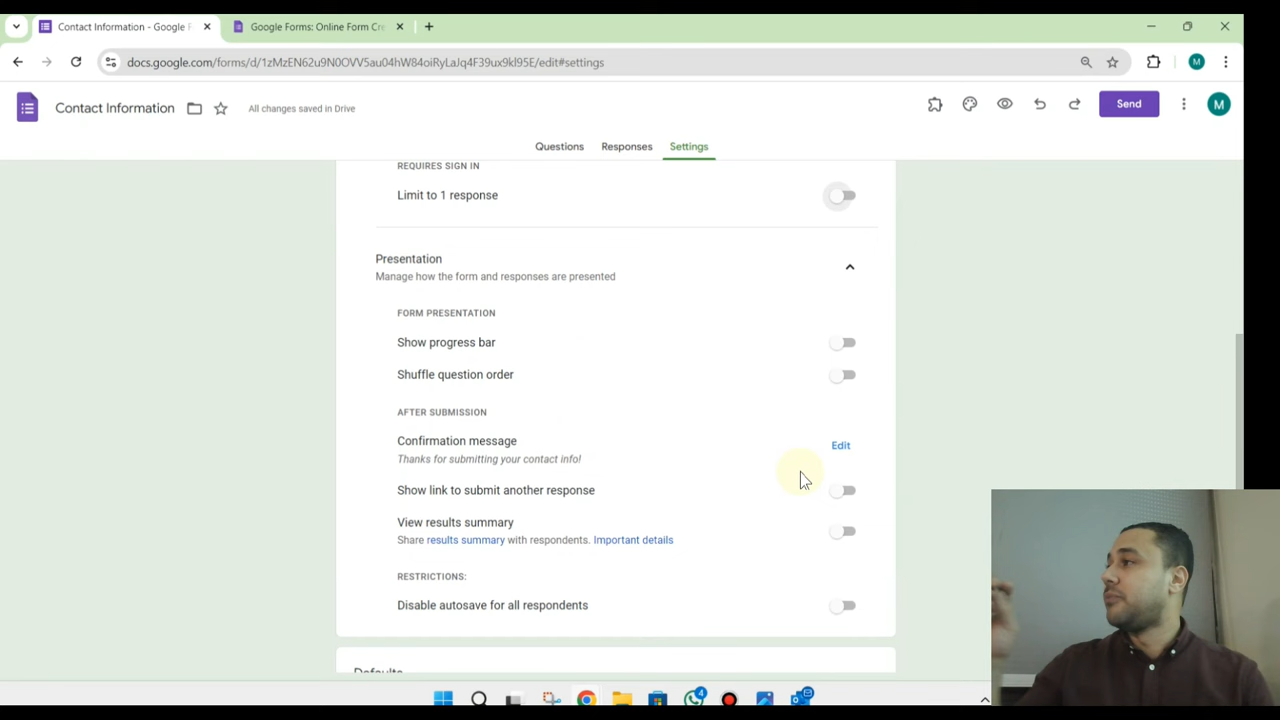 Contact Information - Google F
Google Forms: Online Form Cre
docs.google.com/forms/d/1zMzEN62u9N0OVV5au04hW84oiRyLaJq4F39ux9kl95E/edit#settings
M
Contact Information
All changes saved in Drive
Send
M
Questions
Responses
Settings
REQUIRES SIGN IN
Limit to 1 response
Presentation
Manage how the form and responses are presented
FORM PRESENTATION
Show progress bar
Shuffle question order
AFTER SUBMISSION
Confirmation message
Edit
Thanks for submitting your contact info!
Show link to submit another response
View results summary
Share results summary with respondents. Important details
RESTRICTIONS:
Disable autosave for all respondents
Defaults
4